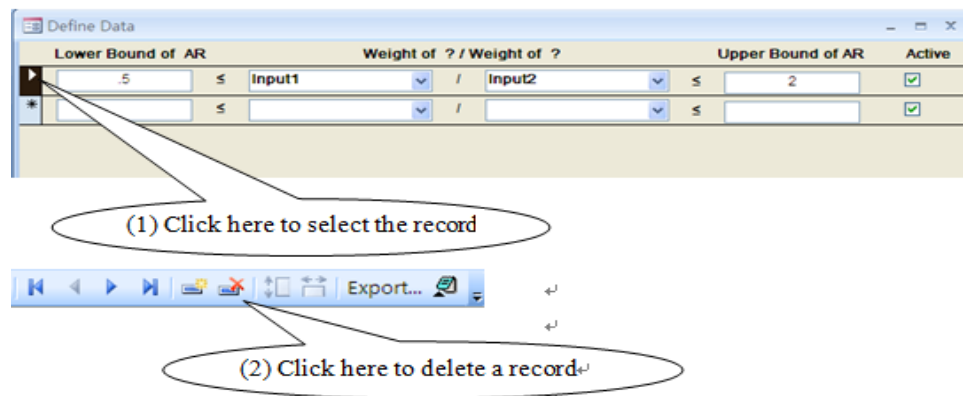 Define Data
Lower Bound of AR Weight of ? / Weight of ? Upper Bound of AR Active
.5 ≤ Input1 / Input2 ≤ 2
* ≤ / ≤
(1) Click here to select the record
Export...
(2) Click here to delete a record↵